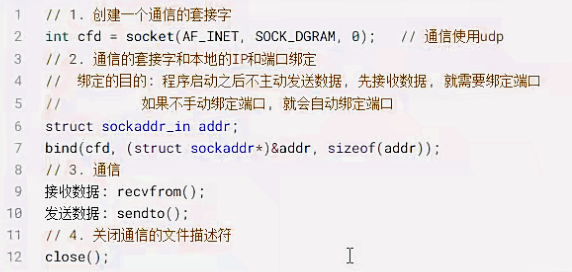 1 // 1. 创建一个通信的套接字
2 int cfd = socket(AF_INET, SOCK_DGRAM, 0); // 通信使用udp
3 // 2. 通信的套接字和本地的IP和端口绑定
4 // 绑定的目的: 程序启动之后不主动发送数据, 先接收数据, 就需要绑定端口
5 // 如果不手动绑定端口, 就会自动绑定端口
6 struct sockaddr_in addr;
7 bind(cfd, (struct sockaddr*)&addr, sizeof(addr));
8 // 3. 通信
9 接收数据: recvfrom();
10 发送数据: sendto();
11 // 4. 关闭通信的文件描述符
12 close();